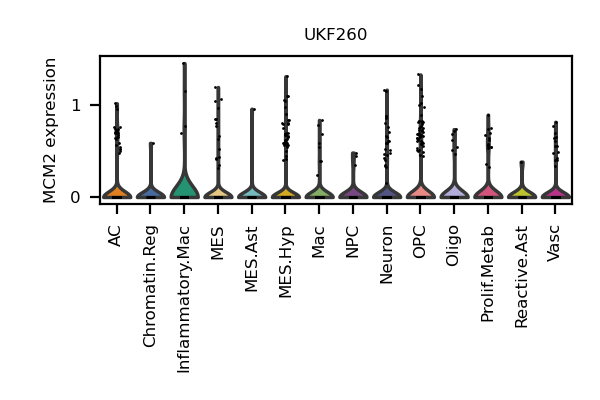 UKF260
MCM2 expression
1
0
AC
Chromatin.Reg
Inflammatory.Mac
MES
MES.Ast
MES.Hyp
Mac
NPC
Neuron
OPC
Oligo
Prolif.Metab
Reactive.Ast
Vasc